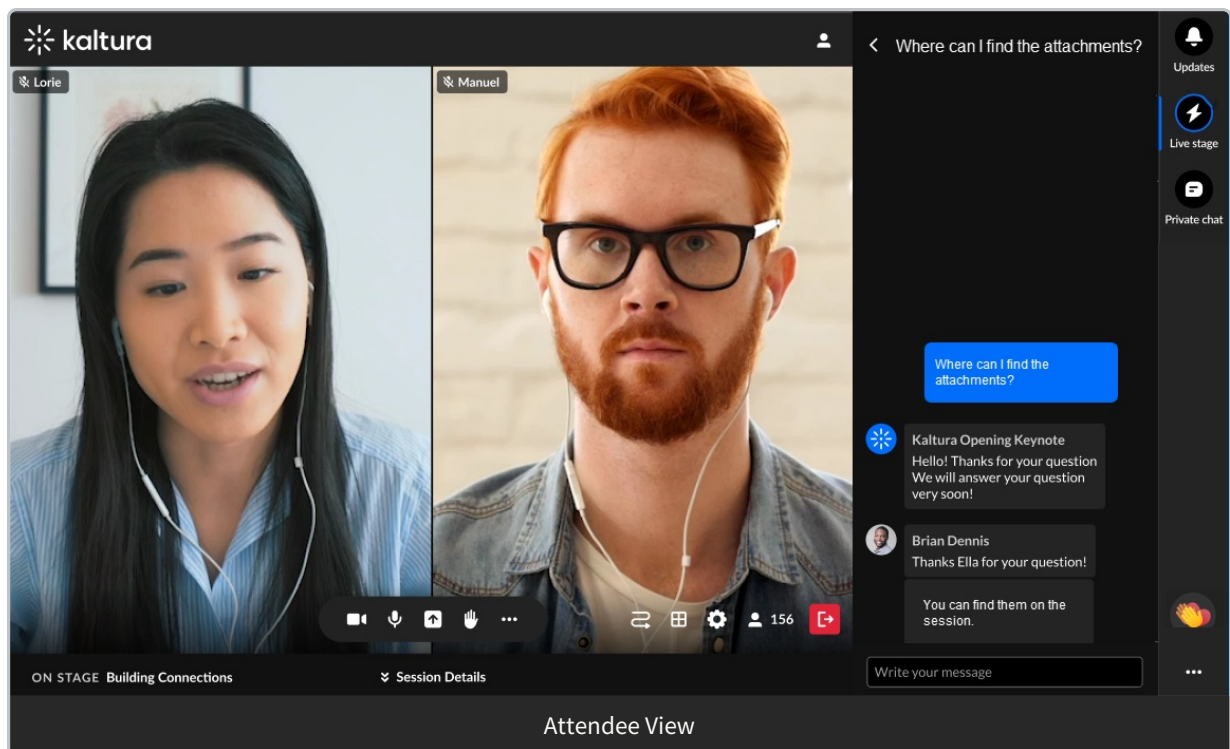 kaltura
Lorie
Manuel
Where can I find the attachments?
Updates
Live stage
Private chat
Where can I find the
attachments?
Kaltura Opening Keynote
Hello! Thanks for your question
We will answer your question
very soon!
Brian Dennis
Thanks Ella for your question!
You can find them on the
session.
156
Write your message
ON STAGE Building Connections
Session Details
Attendee View